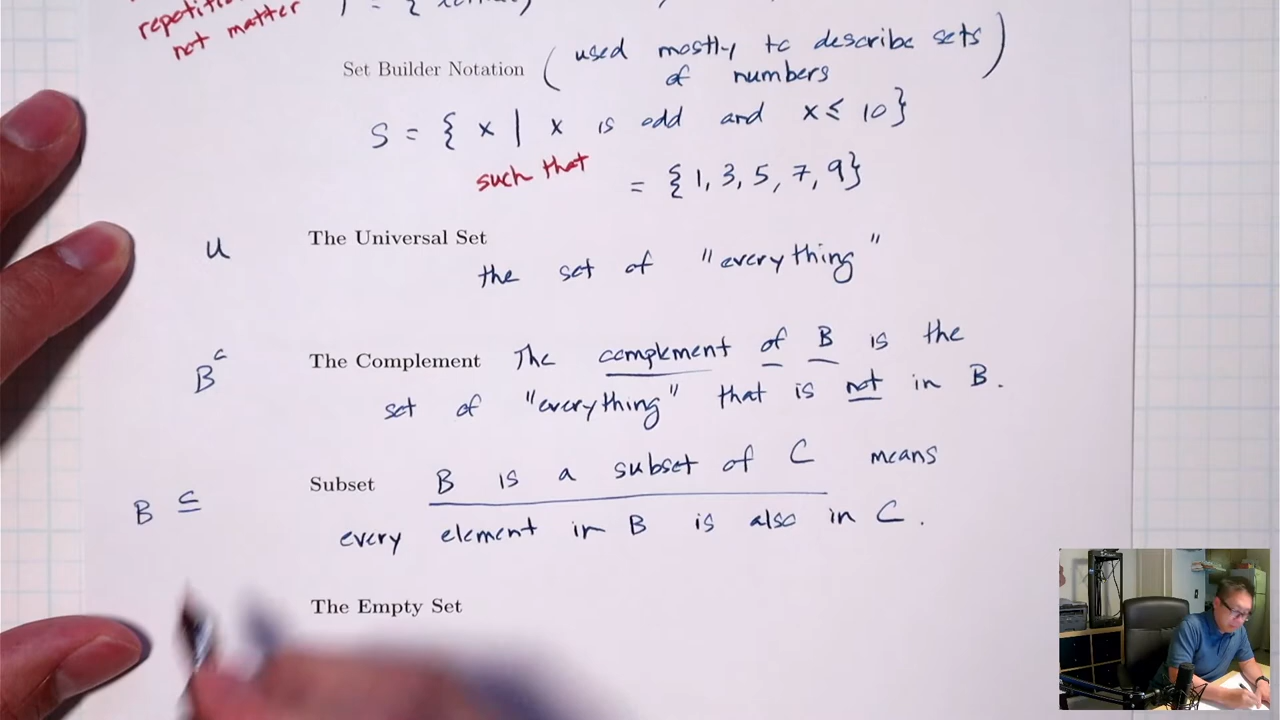 repetiti
not matter
Set Builder Notation ( used mostly to describe sets
of numbers )
S = { x | x is odd and x ≤ 10}
such that
= {1, 3, 5, 7, 9}
U The Universal Set
the set of "everything"
Bᶜ The Complement The complement of B is the
set of "everything" that is not in B.
Subset B is a subset of C means
B ⊆
every element in B is also in C.
The Empty Set